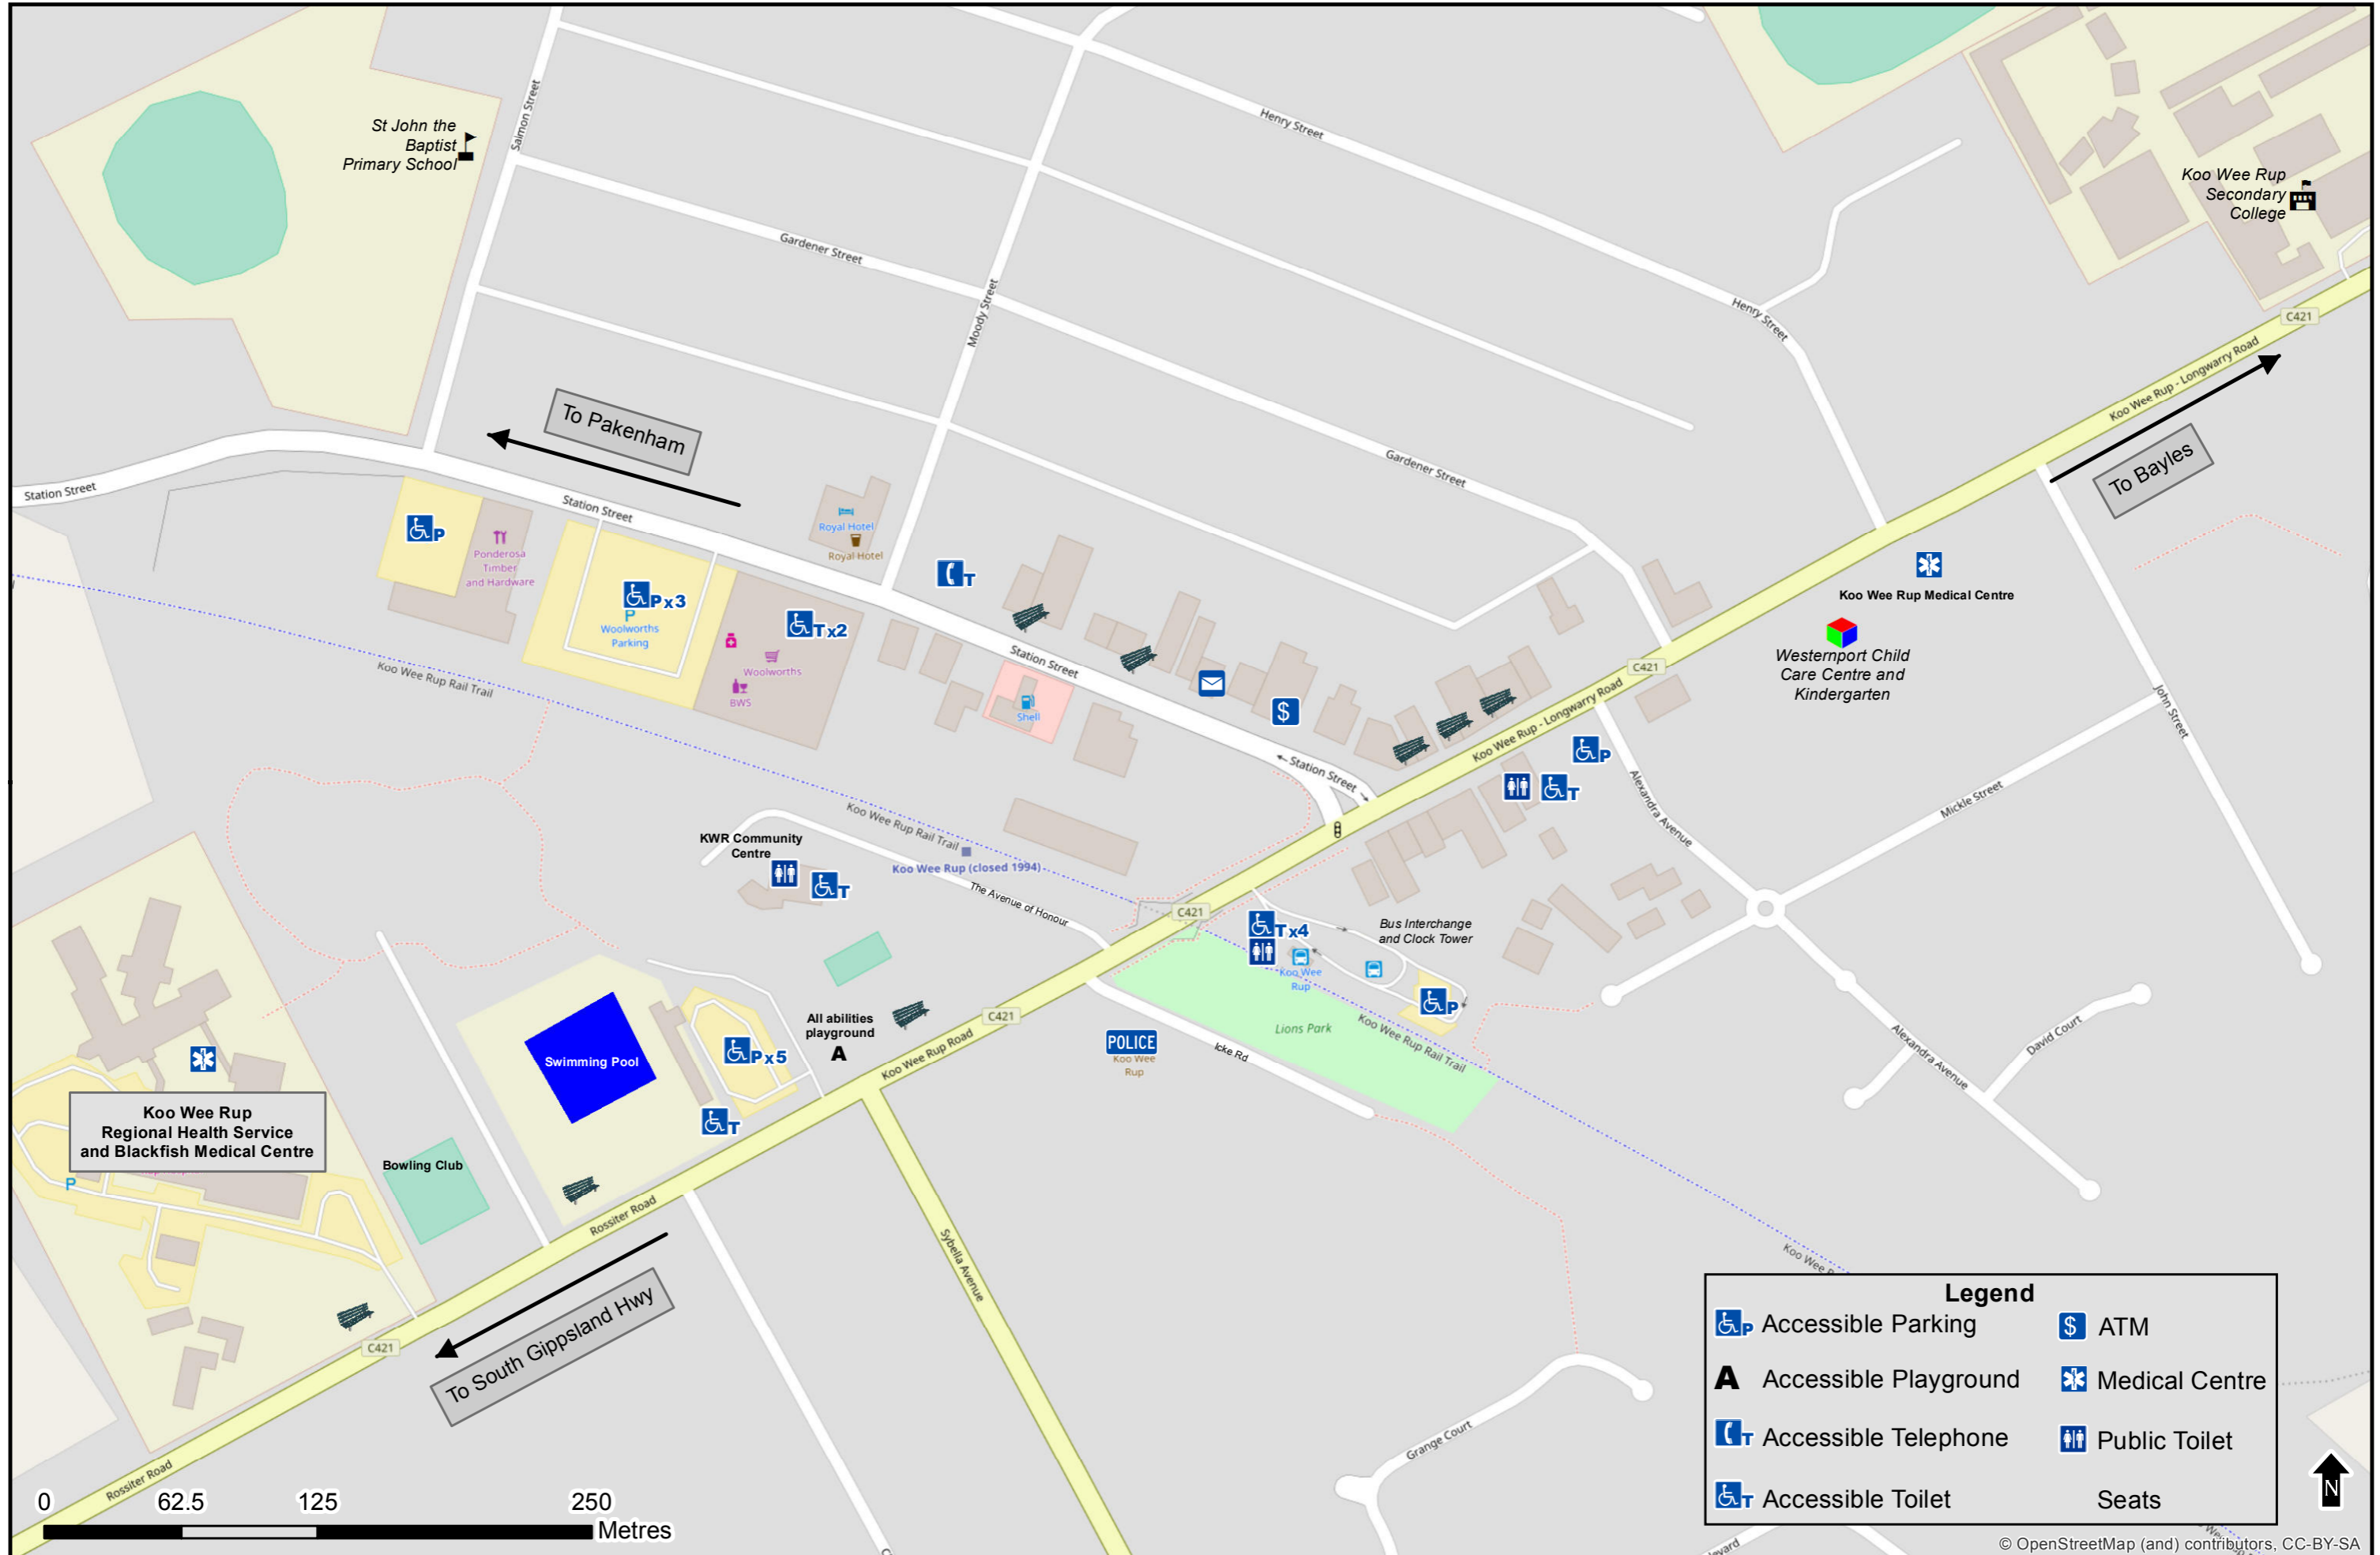 St John the
Baptist
Primary School
Salmon Street
Henry Street
Koo Wee Rup
Secondary
College
Gardener Street
Moody Street
Henry Street
C421
Koo Wee Rup - Longwarry Road
To Pakenham
To Bayles
Station Street
Station Street
Gardener Street
Royal Hotel
Royal Hotel
P
Ponderosa
Timber
and Hardware
P x 3
P
Woolworths
Parking
T x 2
Woolworths
BWS
T
Koo Wee Rup Medical Centre
Westernport Child
Care Centre and
Kindergarten
Station Street
Shell
$
C421
Koo Wee Rup - Longwarry Road
John Street
Koo Wee Rup Rail Trail
Station Street
P
T
Alexandra Avenue
Mickle Street
KWR Community
Centre
T
Koo Wee Rup Rail Trail
Koo Wee Rup (closed 1994)
The Avenue of Honour
C421
T x 4
Koo Wee
Rup
Bus Interchange
and Clock Tower
P
Lions Park
Koo Wee Rup Rail Trail
Icke Rd
POLICE
Koo Wee
Rup
C421
Koo Wee Rup Road
All abilities
playground
A
P x 5
T
Swimming Pool
Alexandra Avenue
David Court
Koo Wee Rup
Regional Health Service
and Blackfish Medical Centre
P
Bowling Club
Rossiter Road
Sybella Avenue
To South Gippsland Hwy
C421
Rossiter Road
Grange Court
Koo Wee R
Legend
P Accessible Parking
$ ATM
A Accessible Playground
Medical Centre
T Accessible Telephone
Public Toilet
T Accessible Toilet
Seats
N
0 62.5 125 250
Metres
© OpenStreetMap (and) contributors, CC-BY-SA